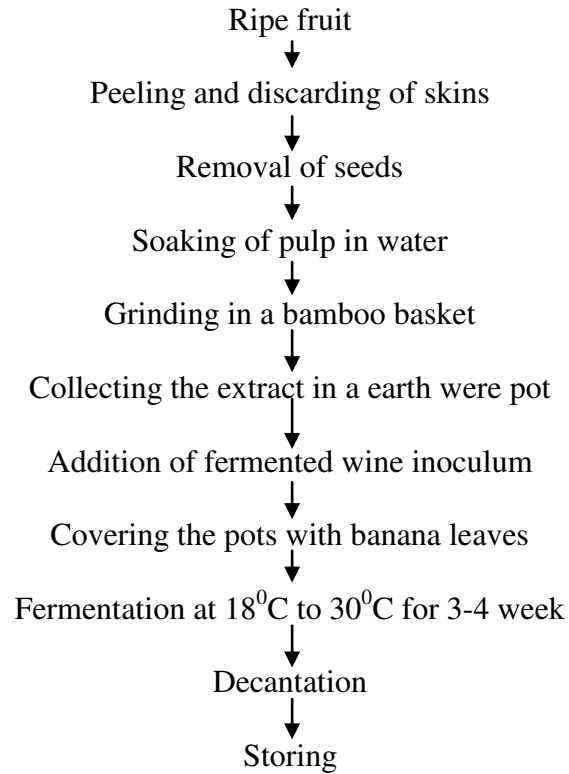 Ripe fruit
Peeling and discarding of skins
Removal of seeds
Soaking of pulp in water
Grinding in a bamboo basket
Collecting the extract in a earth were pot
Addition of fermented wine inoculum
Covering the pots with banana leaves
Fermentation at 18⁰C to 30⁰C for 3-4 week
Decantation
Storing